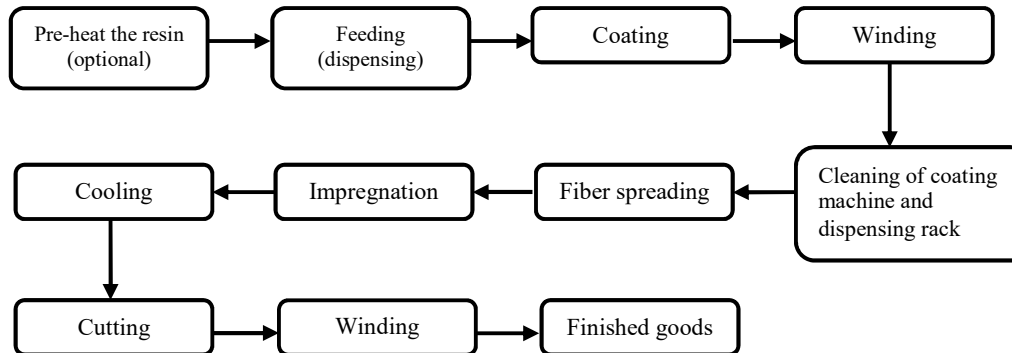 Pre-heat the resin
(optional)
Feeding
(dispensing)
Coating
Winding
Cleaning of coating
machine and
dispensing rack
Fiber spreading
Impregnation
Cooling
Cutting
Winding
Finished goods